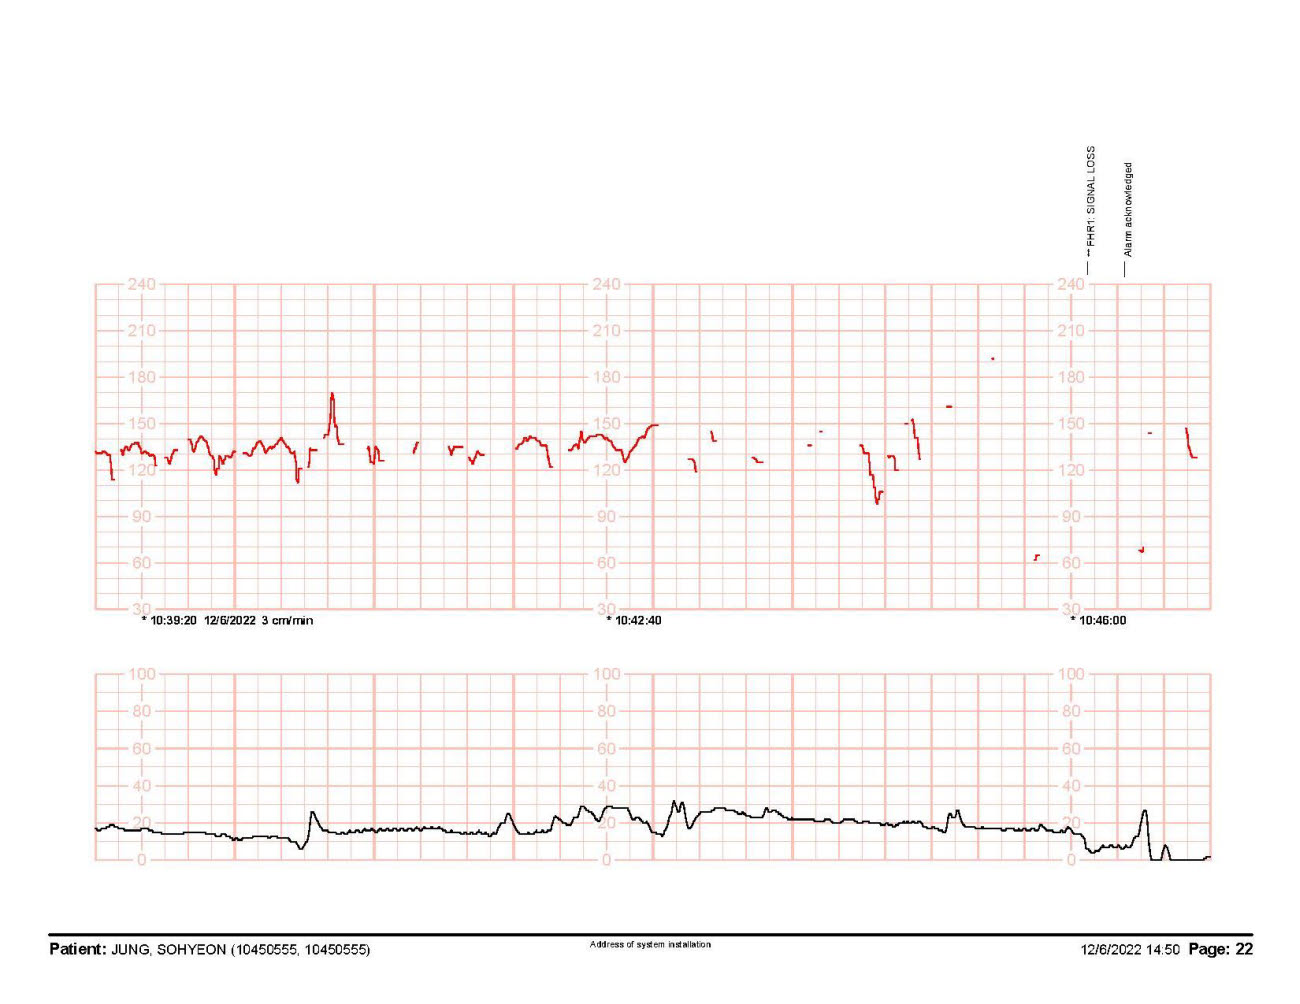 ** FHR1: SIGNAL LOSS
Alarm acknowledged
240 240 240
210 210 210
180 180 180
150 150 150
120 120 120
90 90 90
60 60 60
30 30 30
* 10:39:20 12/6/2022 3 cm/min * 10:42:40 * 10:46:00
100 100 100
80 80 80
60 60 60
40 40 40
20 20 20
0 0 0
Patient: JUNG, SOHYEON (10450555, 10450555) Address of system installation 12/6/2022 14:50 Page: 22